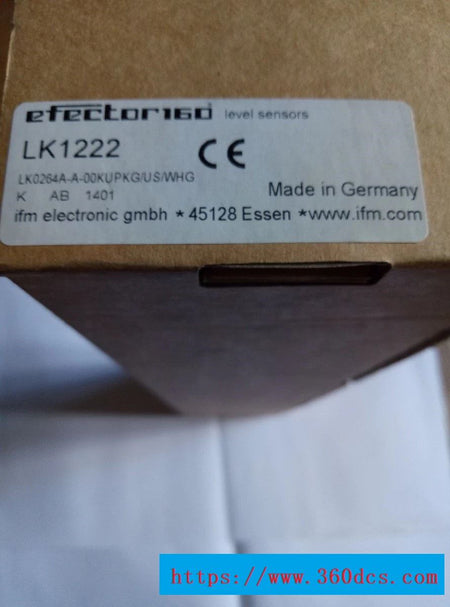 efector160 level sensors
LK1222 CE
LK0264A-A-00KUPKG/US/WHG
K AB 1401
Made in Germany
ifm electronic gmbh * 45128 Essen *www.ifm.com
https://www.360dcs.com